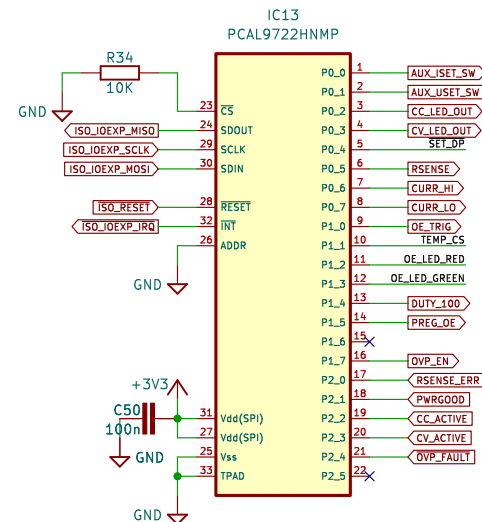 IC13
PCAL9722HNMP
R34
10K
GND
23 CS P0_0 1 AUX_ISET_SW
P0_1 2 AUX_USET_SW
P0_2 3 CC_LED_OUT
ISO_IOEXP_MISO 24 SDOUT P0_3 4 CV_LED_OUT
ISO_IOEXP_SCLK 29 SCLK P0_4 5 SET_DP
ISO_IOEXP_MOSI 30 SDIN P0_5 6 RSENSE
P0_6 7 CURR_HI
ISO_RESET 28 RESET P0_7 8 CURR_LO
ISO_IOEXP_IRQ 32 INT P1_0 9 OE_TRIG
26 ADDR P1_1 10 TEMP_CS
P1_2 11 OE_LED_RED
GND P1_3 12 OE_LED_GREEN
P1_4 13 DUTY_100
P1_5 14 PREG_OE
P1_6 15
P1_7 16 OVP_EN
+3V3 P2_0 17 RSENSE_ERR
P2_1 18 PWRGOOD
C50
100n
31 Vdd(SPI) P2_2 19 CC_ACTIVE
27 Vdd(SPI) P2_3 20 CV_ACTIVE
GND 25 Vss P2_4 21 OVP_FAULT
33 TPAD P2_5 22
GND